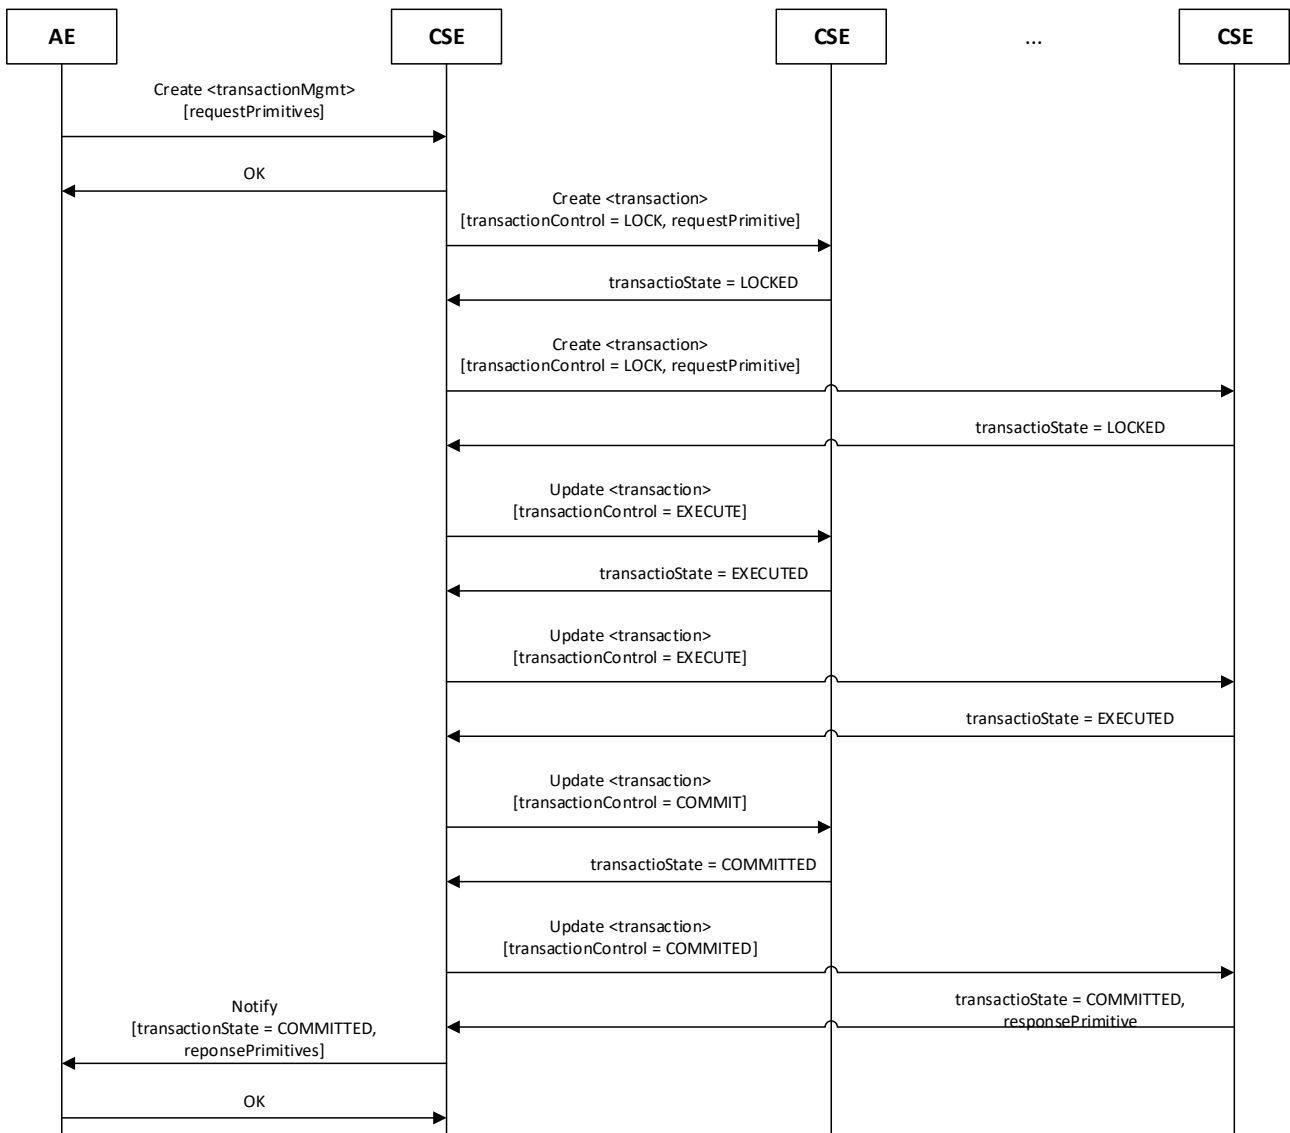 AE
CSE
CSE
...
CSE
Create <transactionMgmt>
[requestPrimitives]
OK
Create <transaction>
[transactionControl = LOCK, requestPrimitive]
transactioState = LOCKED
Create <transaction>
[transactionControl = LOCK, requestPrimitive]
transactioState = LOCKED
Update <transaction>
[transactionControl = EXECUTE]
transactioState = EXECUTED
Update <transaction>
[transactionControl = EXECUTE]
transactioState = EXECUTED
Update <transaction>
[transactionControl = COMMIT]
transactioState = COMMITTED
Update <transaction>
[transactionControl = COMMITED]
transactioState = COMMITTED,
responsePrimitive
Notify
[transactionState = COMMITTED,
reponsePrimitives]
OK